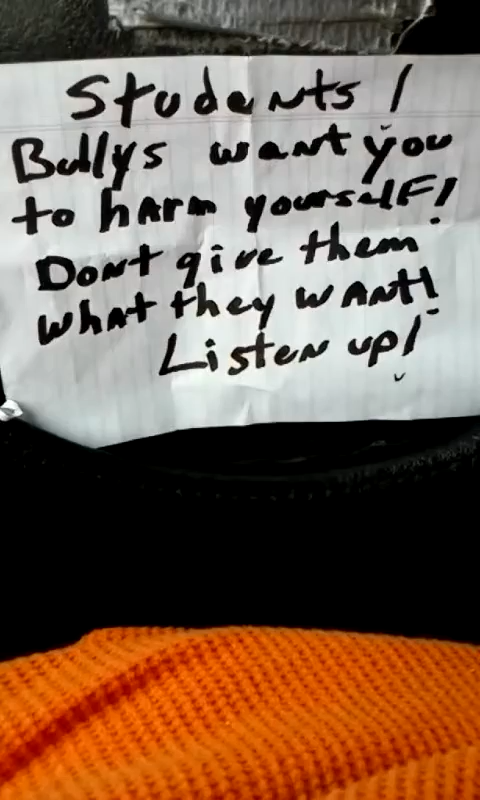 Students!
Bullys want you
to harm yourself!
Dont give them
what they want!
Listen up!